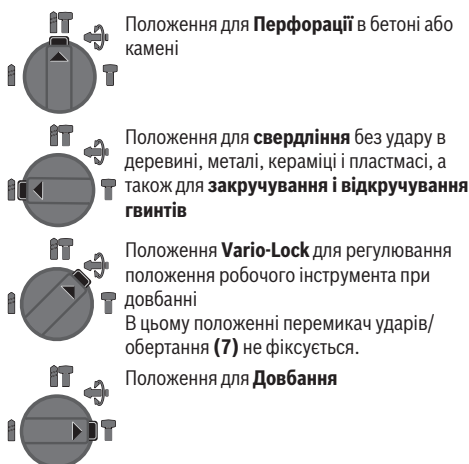 Положення для Перфорації в бетоні або
камені
Положення для свердління без удару в
деревині, металі, кераміці і пластмасі, а
також для закручування і відкручування
гвинтів
Положення Vario-Lock для регулювання
положення робочого інструмента при
довбанні
В цьому положенні перемикач ударів/
обертання (7) не фіксується.
Положення для Довбання